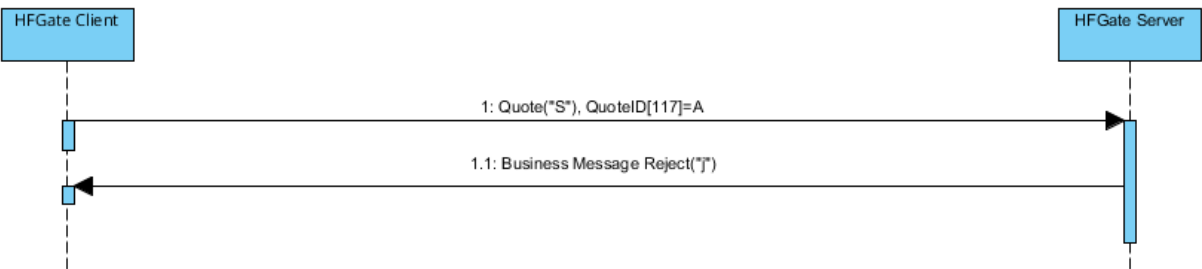 HFGate Client
HFGate Server
1: Quote("S"), QuoteID[117]=A
1.1: Business Message Reject("j")